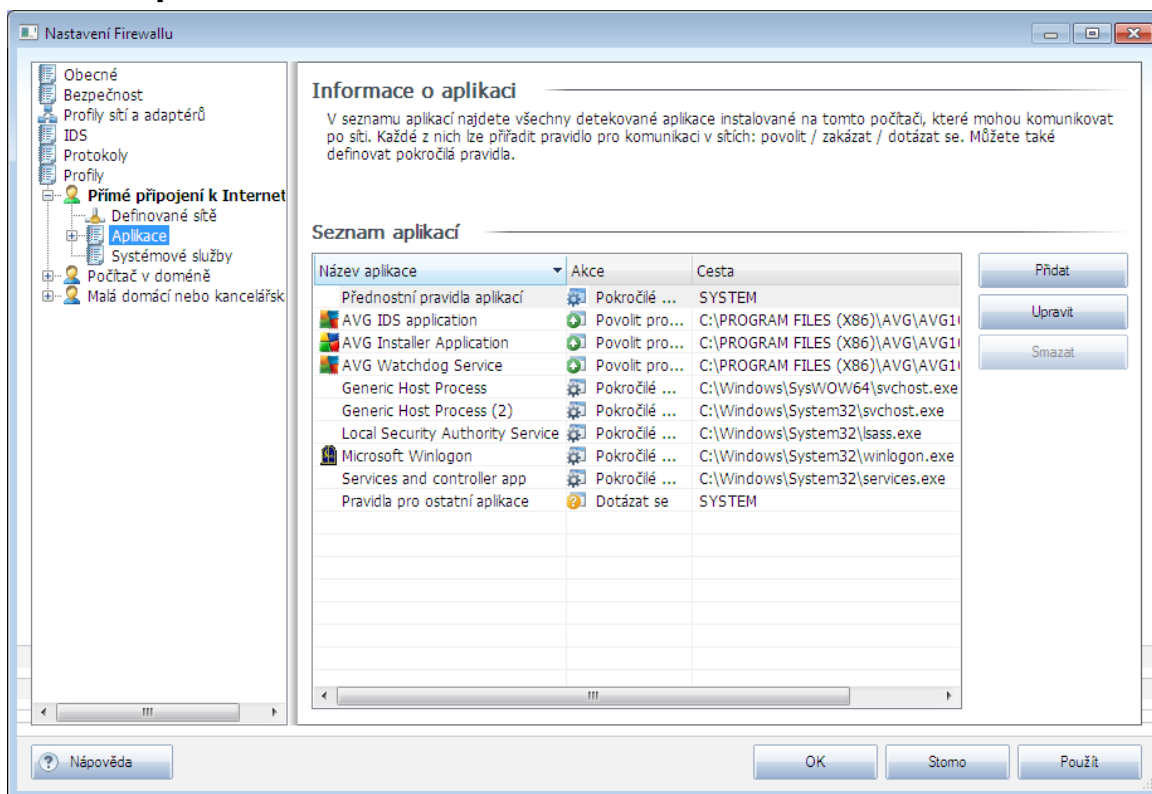 Nastavení Firewallu
Obecné
Bezpečnost
Profily sítí a adaptérů
IDS
Protokoly
Profily
Přímé připojení k Internet
Definované sítě
Aplikace
Systémové služby
Počítač v doméně
Malá domácí nebo kancelářsk
Informace o aplikaci
V seznamu aplikací najdete všechny detekované aplikace instalované na tomto počítači, které mohou komunikovat
po síti. Každé z nich lze přiřadit pravidlo pro komunikaci v sítích: povolit / zakázat / dotázat se. Můžete také
definovat pokročilá pravidla.
Seznam aplikací
Název aplikace Akce Cesta
Přednostní pravidla aplikací Pokročilé ... SYSTEM
AVG IDS application Povolit pro... C:\PROGRAM FILES (X86)\AVG\AVG10
AVG Installer Application Povolit pro... C:\PROGRAM FILES (X86)\AVG\AVG10
AVG Watchdog Service Povolit pro... C:\PROGRAM FILES (X86)\AVG\AVG10
Generic Host Process Pokročilé ... C:\Windows\SysWOW64\svchost.exe
Generic Host Process (2) Pokročilé ... C:\Windows\System32\svchost.exe
Local Security Authority Service Pokročilé ... C:\Windows\System32\lsass.exe
Microsoft Winlogon Pokročilé ... C:\Windows\System32\winlogon.exe
Services and controller app Pokročilé ... C:\Windows\System32\services.exe
Pravidla pro ostatní aplikace Dotázat se SYSTEM
Přidat
Upravit
Smazat
Nápověda
OK
Storno
Použít